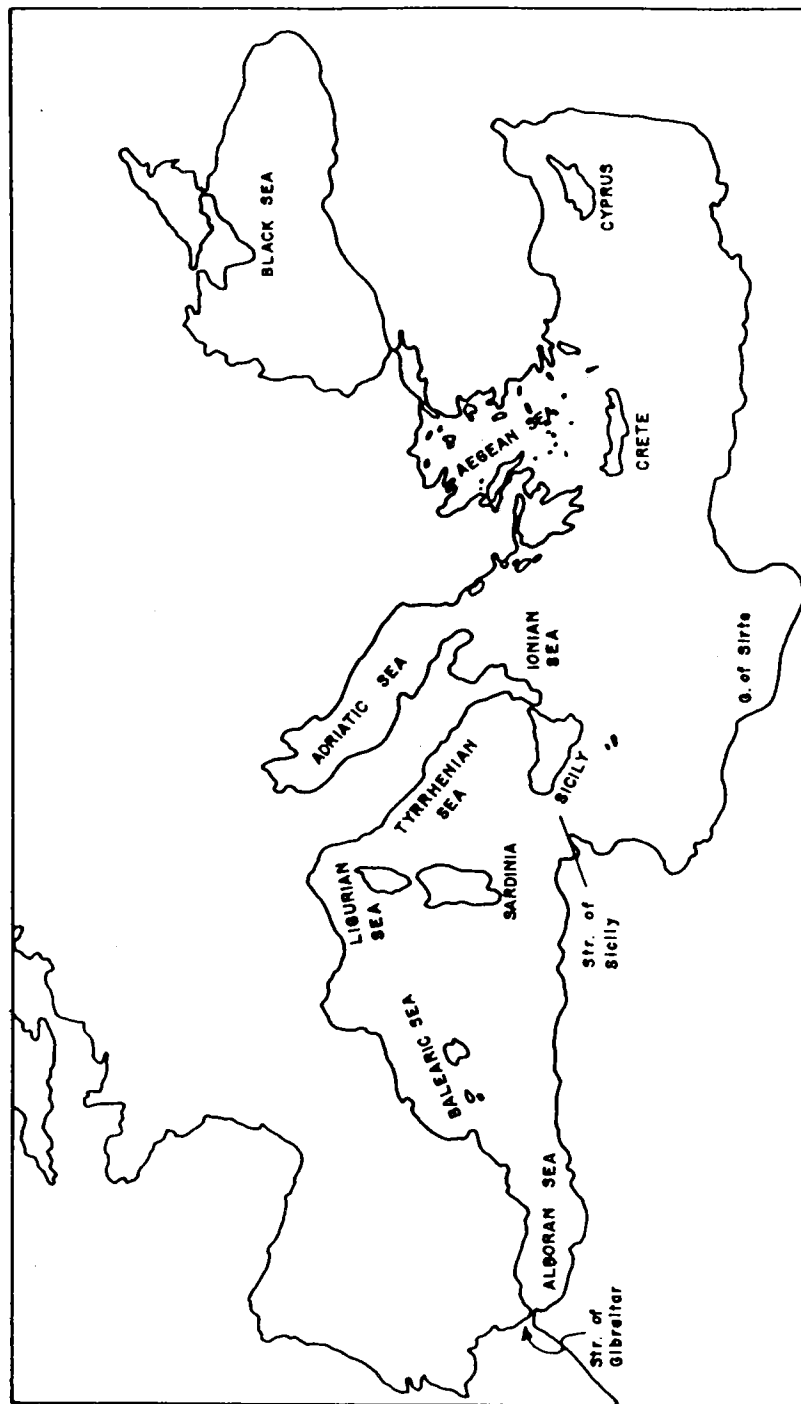 BLACK SEA
ADRIATIC SEA
LIGURIAN
SEA
TYRRHENIAN
SEA
AEGEAN SEA
BALEARIC SEA
IONIAN
SEA
SARDINIA
SICILY
CRETE
CYPRUS
ALBORAN SEA
Str. of
Gibraltar
Str. of
Sicily
G. of Sirte